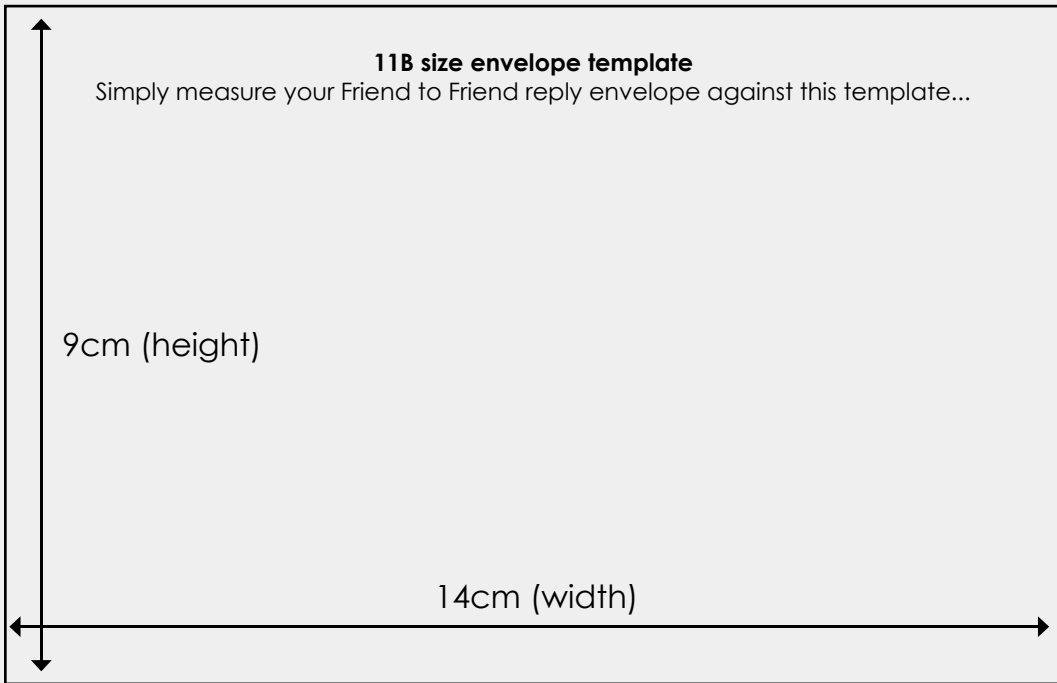 11B size envelope template
Simply measure your Friend to Friend reply envelope against this template...
9cm (height)
14cm (width)